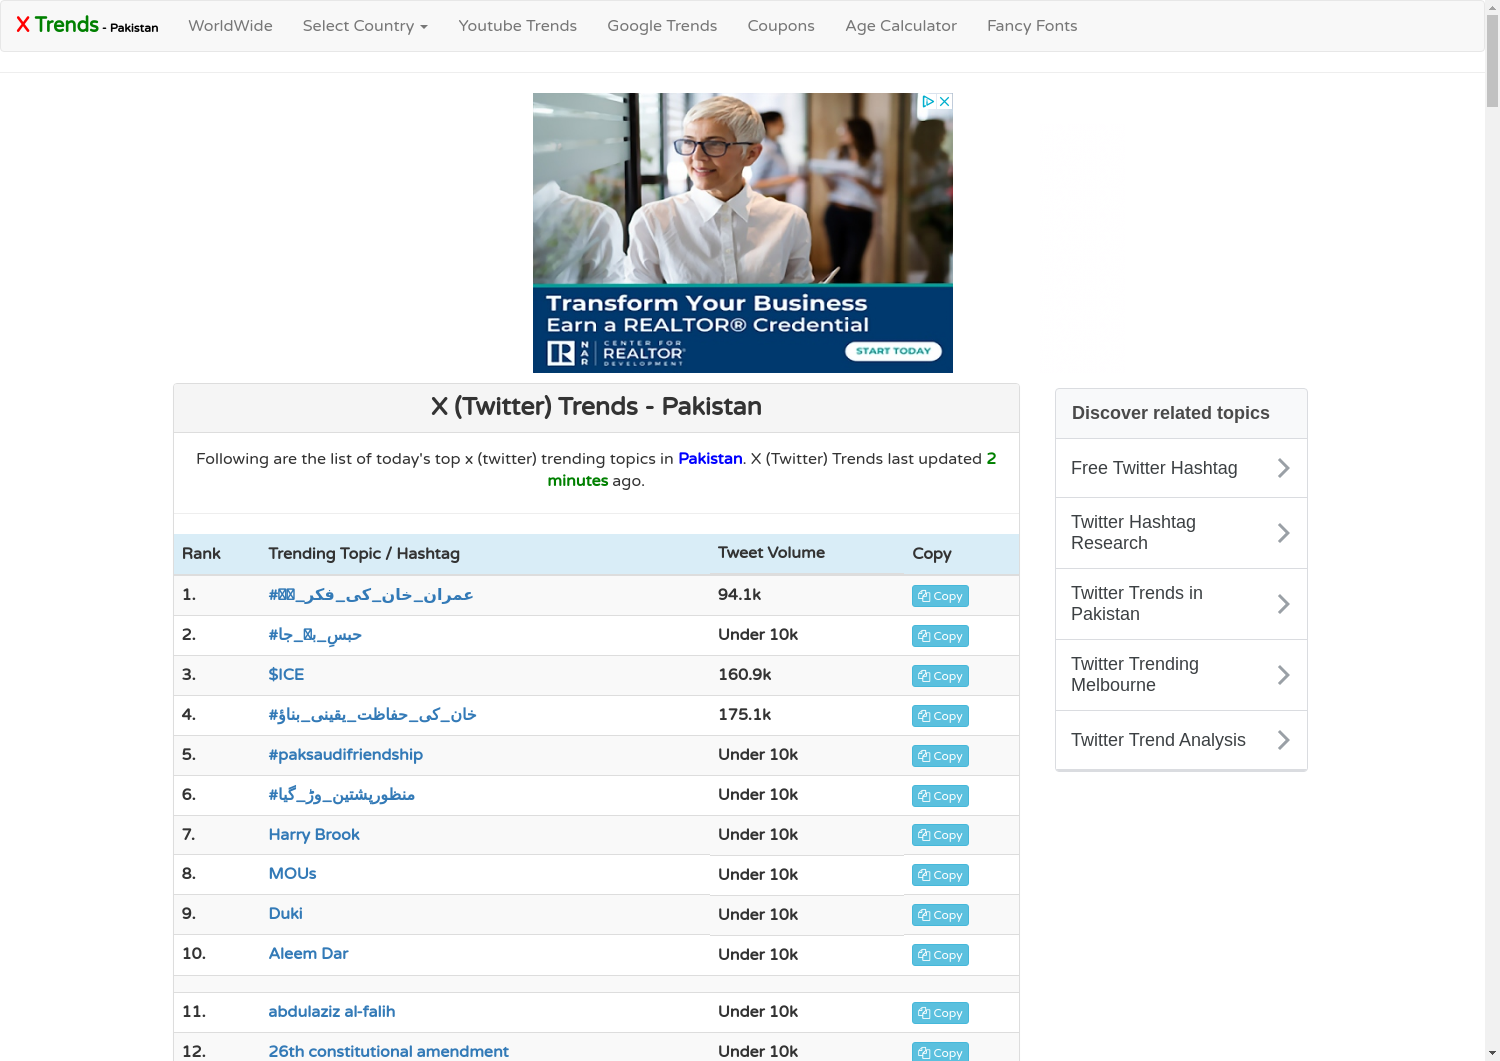 X Trends - Pakistan
WorldWide
Select Country
Youtube Trends
Google Trends
Coupons
Age Calculator
Fancy Fonts
Transform Your Business
Earn a REALTOR® Credential
NAR
CENTER FOR
REALTOR®
DEVELOPMENT
START TODAY
X (Twitter) Trends - Pakistan
Following are the list of today's top x (twitter) trending topics in Pakistan. X (Twitter) Trends last updated 2
minutes ago.
Rank Trending Topic / Hashtag Tweet Volume Copy
1. #عمران_خان_کی_فکر_ 94.1k Copy
2. #حبسِ_ب_جا Under 10k Copy
3. $ICE 160.9k Copy
4. #خان_کی_حفاظت_یقینی_بناؤ 175.1k Copy
5. #paksaudifriendship Under 10k Copy
6. #منظورپشتین_وڑ_گیا Under 10k Copy
7. Harry Brook Under 10k Copy
8. MOUs Under 10k Copy
9. Duki Under 10k Copy
10. Aleem Dar Under 10k Copy
11. abdulaziz al-falih Under 10k Copy
12. 26th constitutional amendment Under 10k Copy
Discover related topics
Free Twitter Hashtag
Twitter Hashtag
Research
Twitter Trends in
Pakistan
Twitter Trending
Melbourne
Twitter Trend Analysis